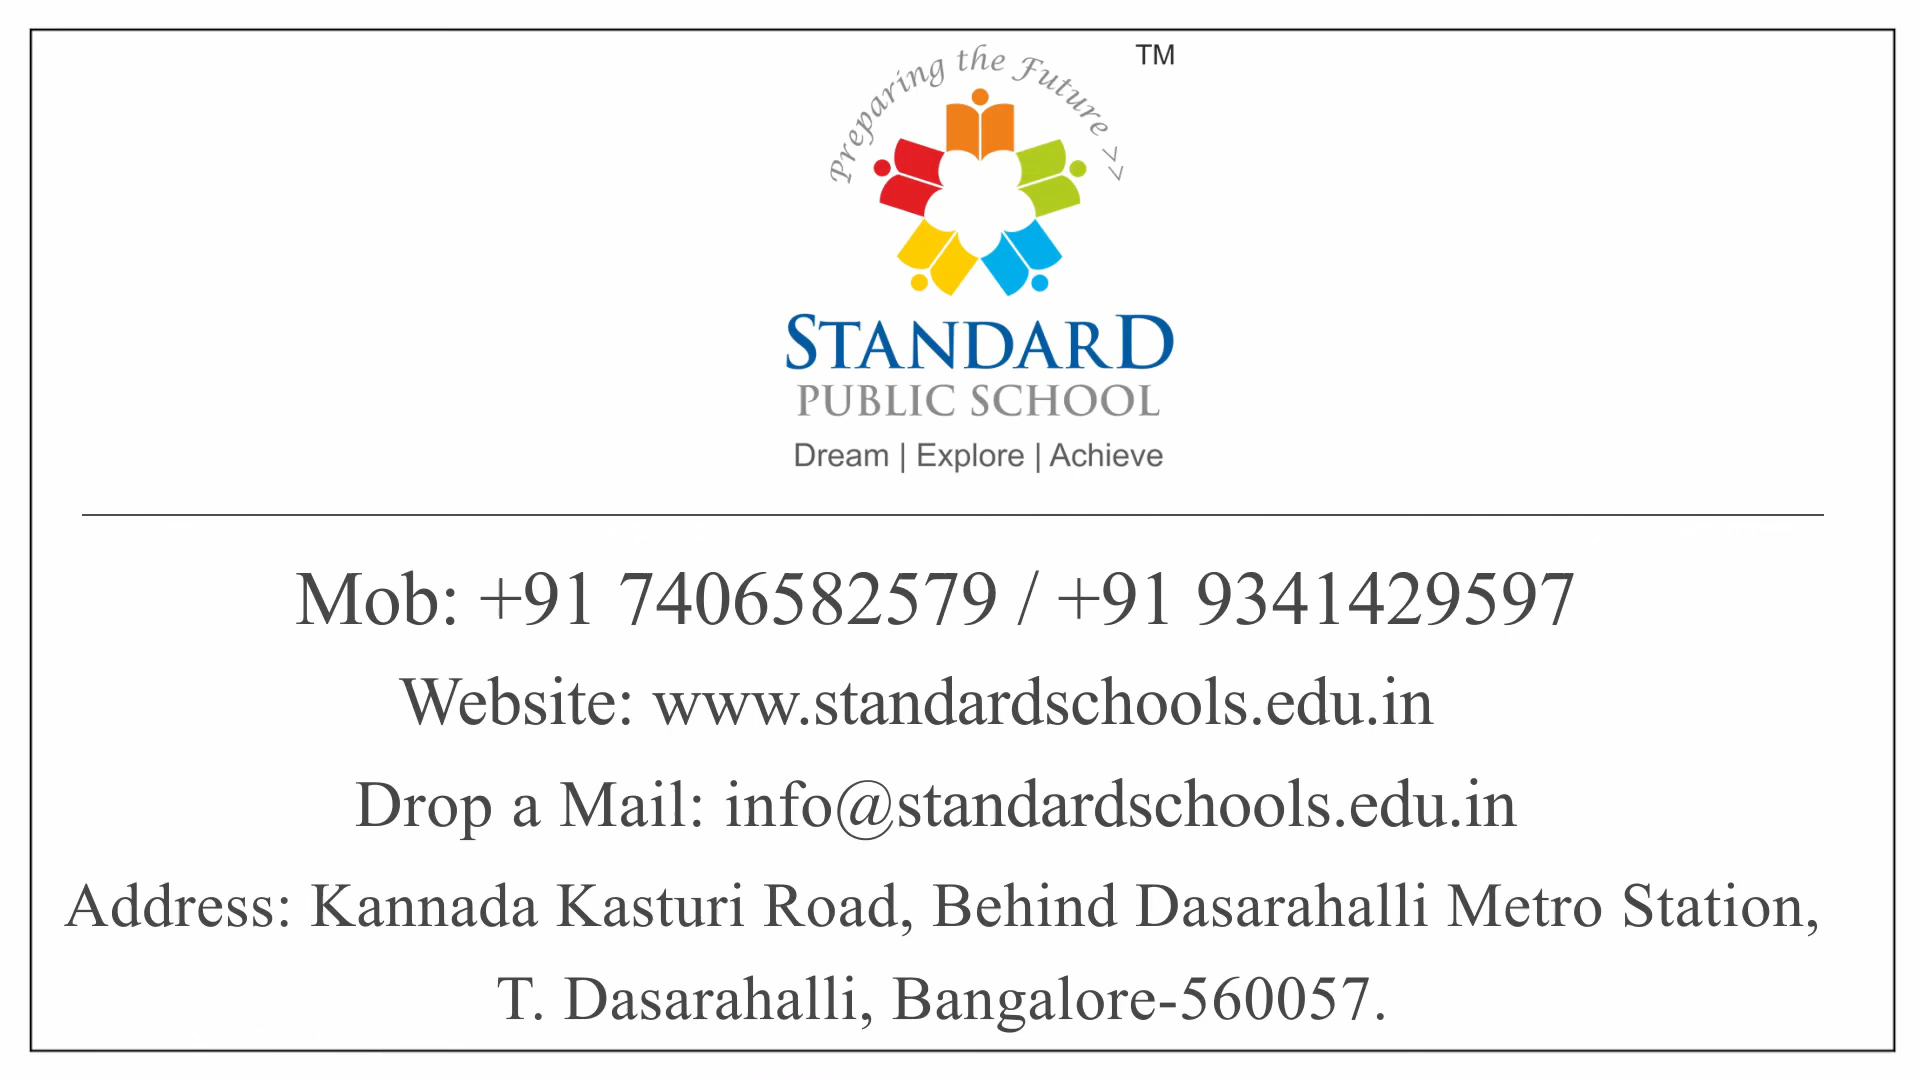 Preparing the Future >>
TM
STANDARD
PUBLIC SCHOOL
Dream | Explore | Achieve
Mob: +91 7406582579 / +91 9341429597
Website: www.standardschools.edu.in
Drop a Mail: info@standardschools.edu.in
Address: Kannada Kasturi Road, Behind Dasarahalli Metro Station,
T. Dasarahalli, Bangalore-560057.